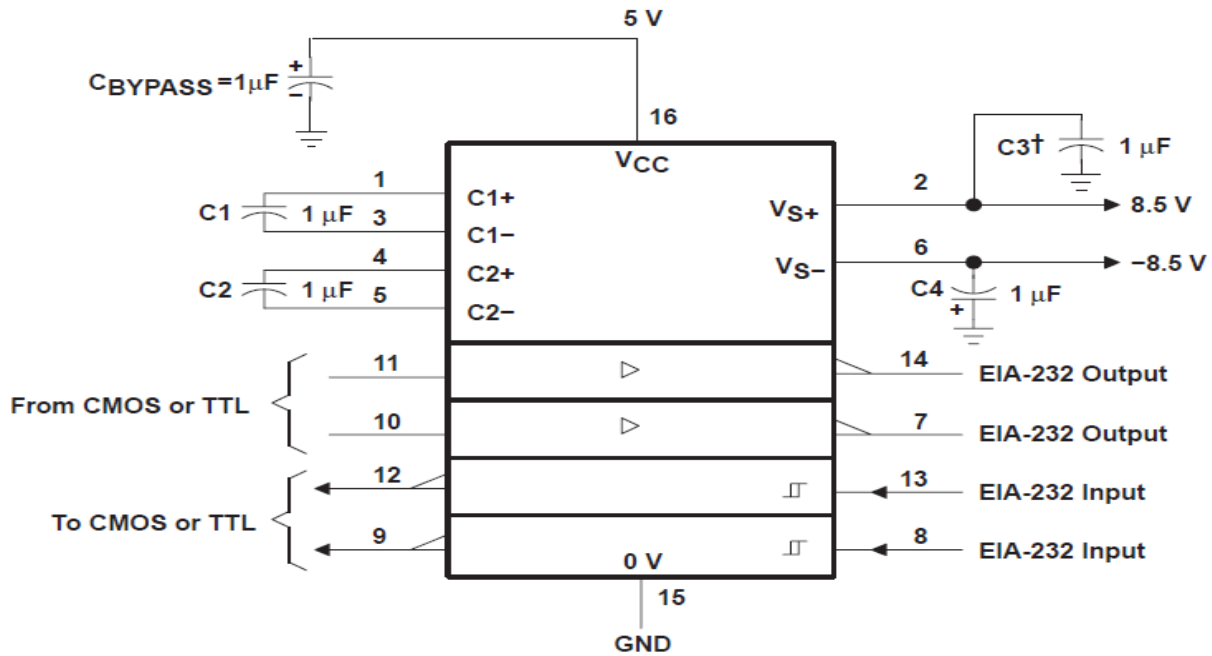 5 V
CBYPASS =1μF
+
−
16
VCC
C3†
1 μF
1
C1+
2
VS+
8.5 V
C1
1 μF
3
C1−
4
C2+
6
VS−
−8.5 V
C2
1 μF
5
C2−
C4
+
1 μF
11
14
EIA-232 Output
From CMOS or TTL
10
7
EIA-232 Output
12
13
EIA-232 Input
To CMOS or TTL
9
8
EIA-232 Input
0 V
15
GND